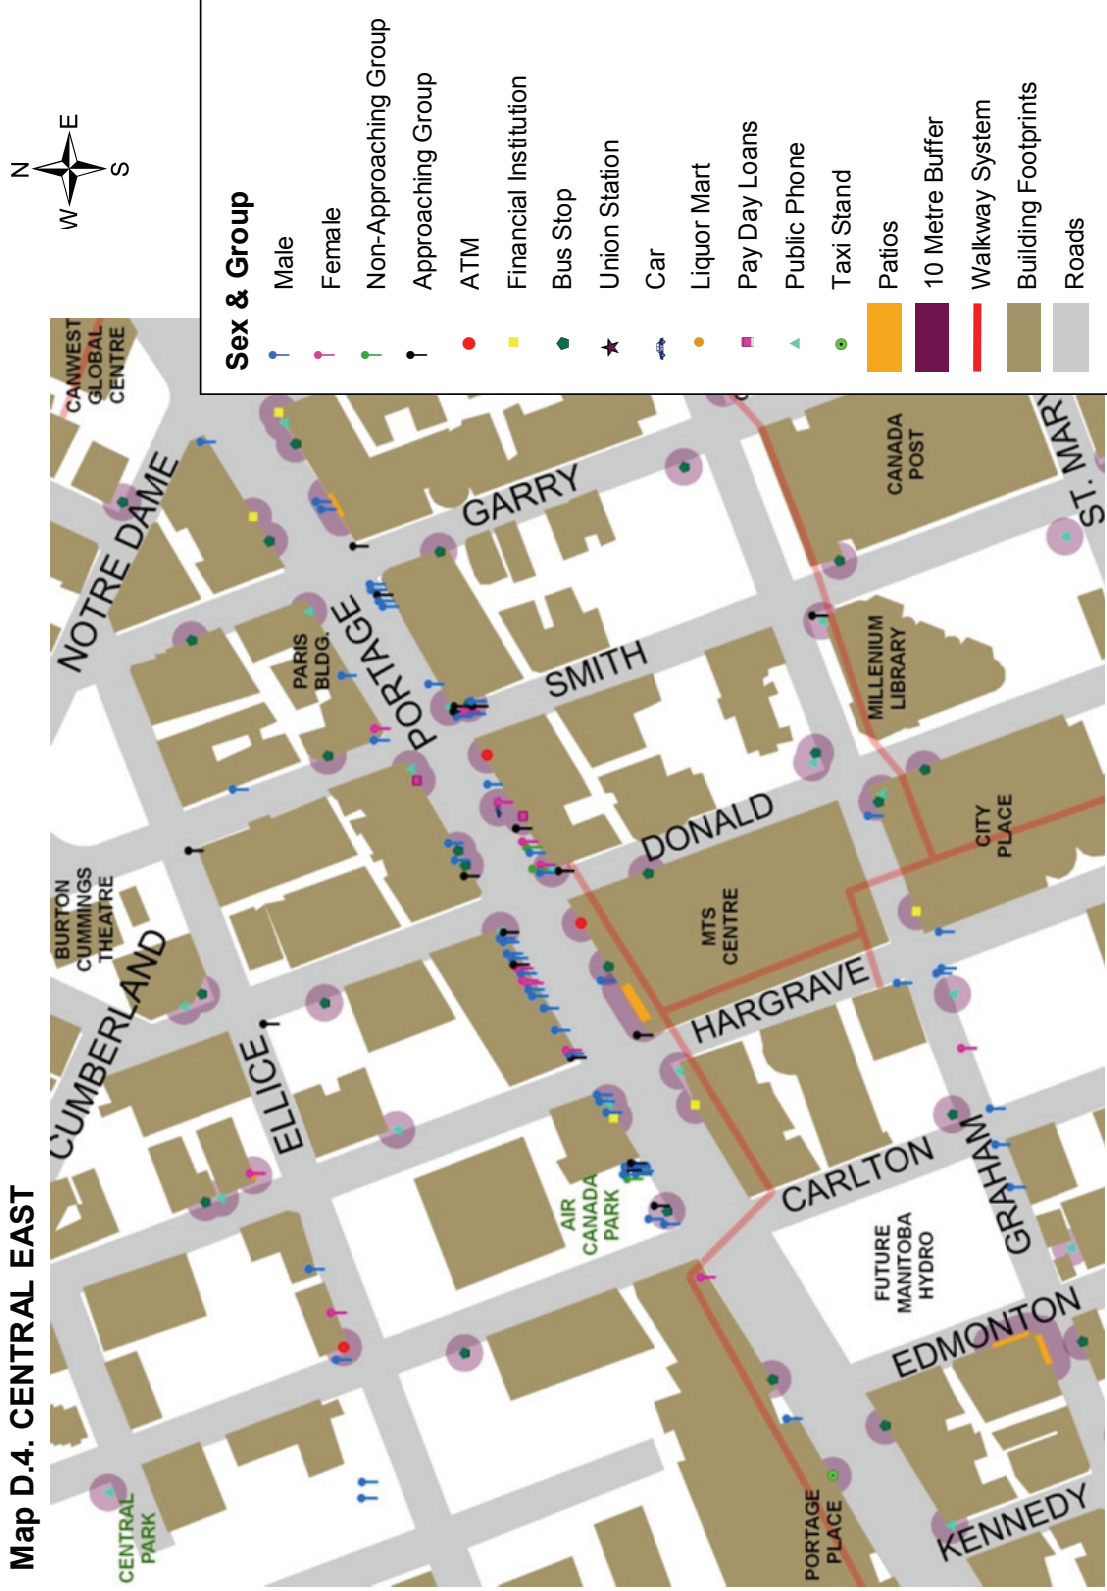 Map D.4. CENTRAL EAST
N
W
E
S
Sex & Group
Male
Female
Non-Approaching Group
Approaching Group
ATM
Financial Institution
Bus Stop
Union Station
Car
Liquor Mart
Pay Day Loans
Public Phone
Taxi Stand
Patios
10 Metre Buffer
Walkway System
Building Footprints
Roads
CENTRAL
PARK
CUMBERLAND
BURTON
CUMMINGS
THEATRE
NOTRE DAME
CANWEST
GLOBAL
CENTRE
ELLICE
PARIS
BLDG.
PORTAGE
GARRY
SMITH
AIR
CANADA
PARK
DONALD
MTS
CENTRE
HARGRAVE
CARLTON
MILLENIUM
LIBRARY
CANADA
POST
CITY
PLACE
ST. MARY
GRAHAM
FUTURE
MANITOBA
HYDRO
EDMONTON
PORTAGE
PLACE
KENNEDY